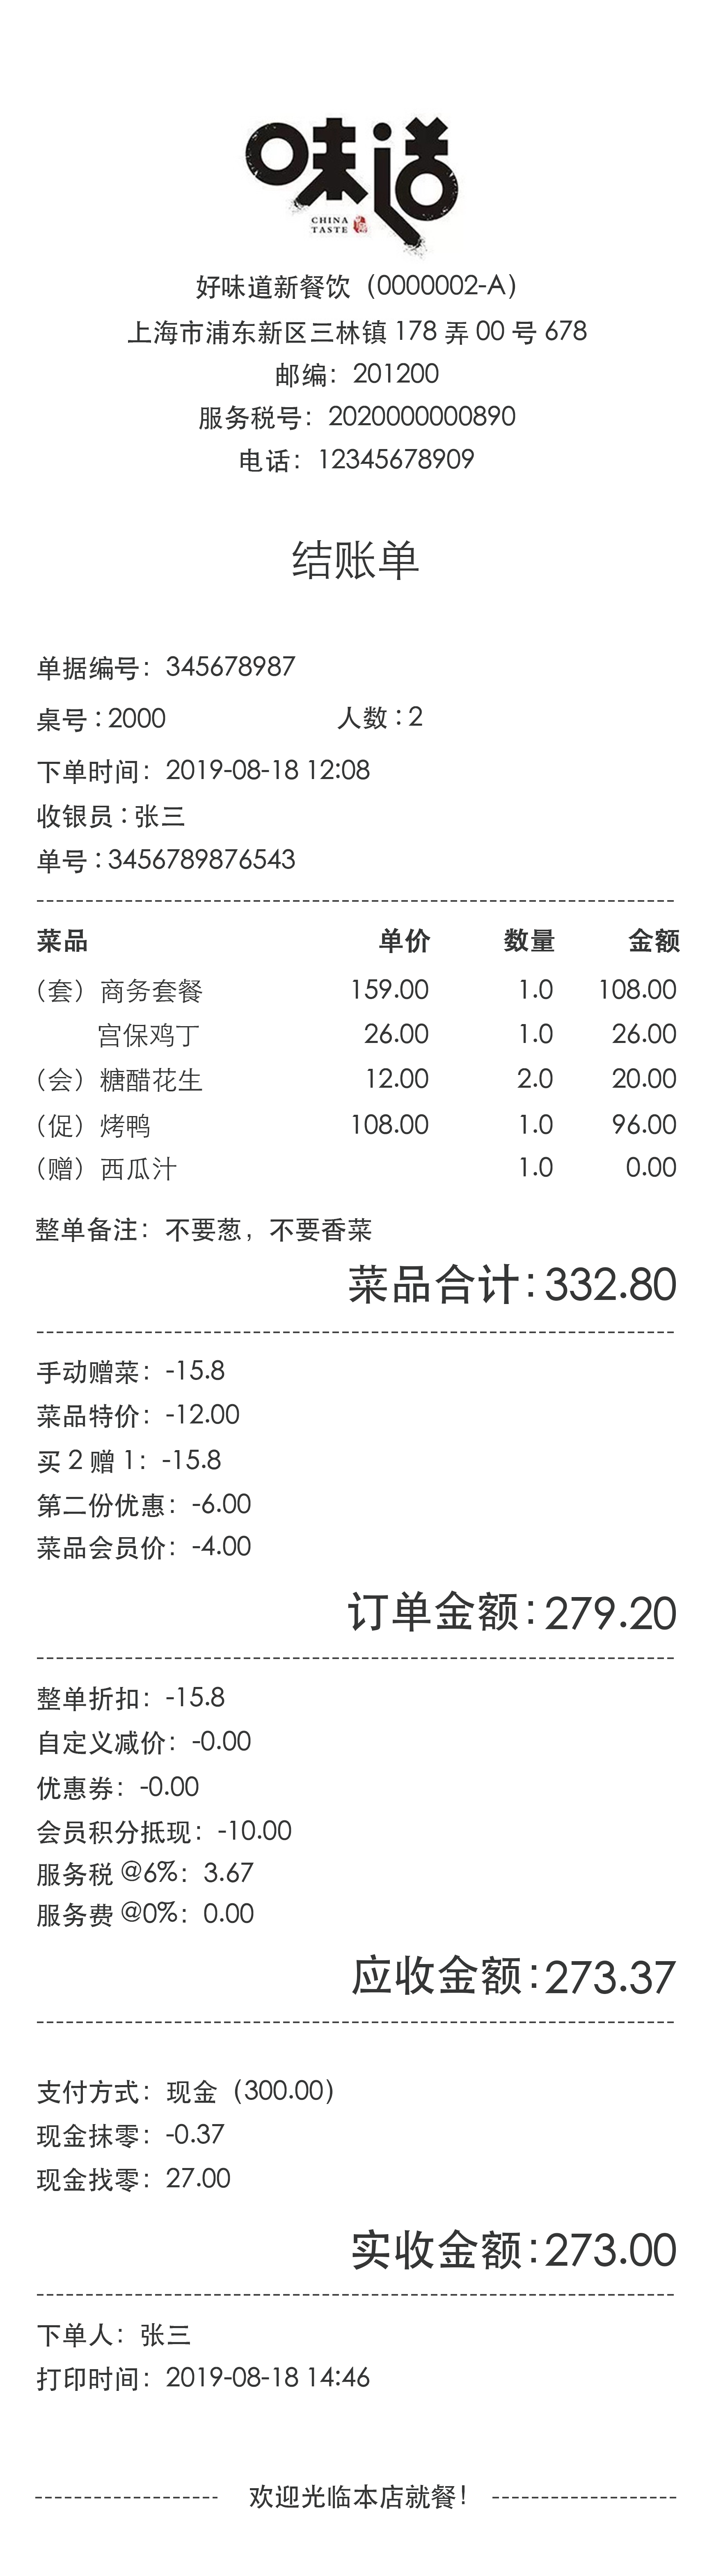 味道
CHINA
TASTE
好味道新餐饮（0000002-A）
上海市浦东新区三林镇 178 弄 00 号 678
邮编：201200
服务税号：2020000000890
电话：12345678909
结账单
单据编号：345678987
桌号 :2000 人数 :2
下单时间：2019-08-18 12:08
收银员 :张三
单号 :3456789876543
菜品 单价 数量 金额
（套）商务套餐 159.00 1.0 108.00
宫保鸡丁 26.00 1.0 26.00
（会）糖醋花生 12.00 2.0 20.00
（促）烤鸭 108.00 1.0 96.00
（赠）西瓜汁 1.0 0.00
整单备注：不要葱，不要香菜
菜品合计:332.80
手动赠菜：-15.8
菜品特价：-12.00
买 2 赠 1：-15.8
第二份优惠：-6.00
菜品会员价：-4.00
订单金额:279.20
整单折扣：-15.8
自定义减价：-0.00
优惠券：-0.00
会员积分抵现：-10.00
服务税 @6%：3.67
服务费 @0%：0.00
应收金额:273.37
支付方式：现金（300.00）
现金抹零：-0.37
现金找零：27.00
实收金额:273.00
下单人：张三
打印时间：2019-08-18 14:46
欢迎光临本店就餐！